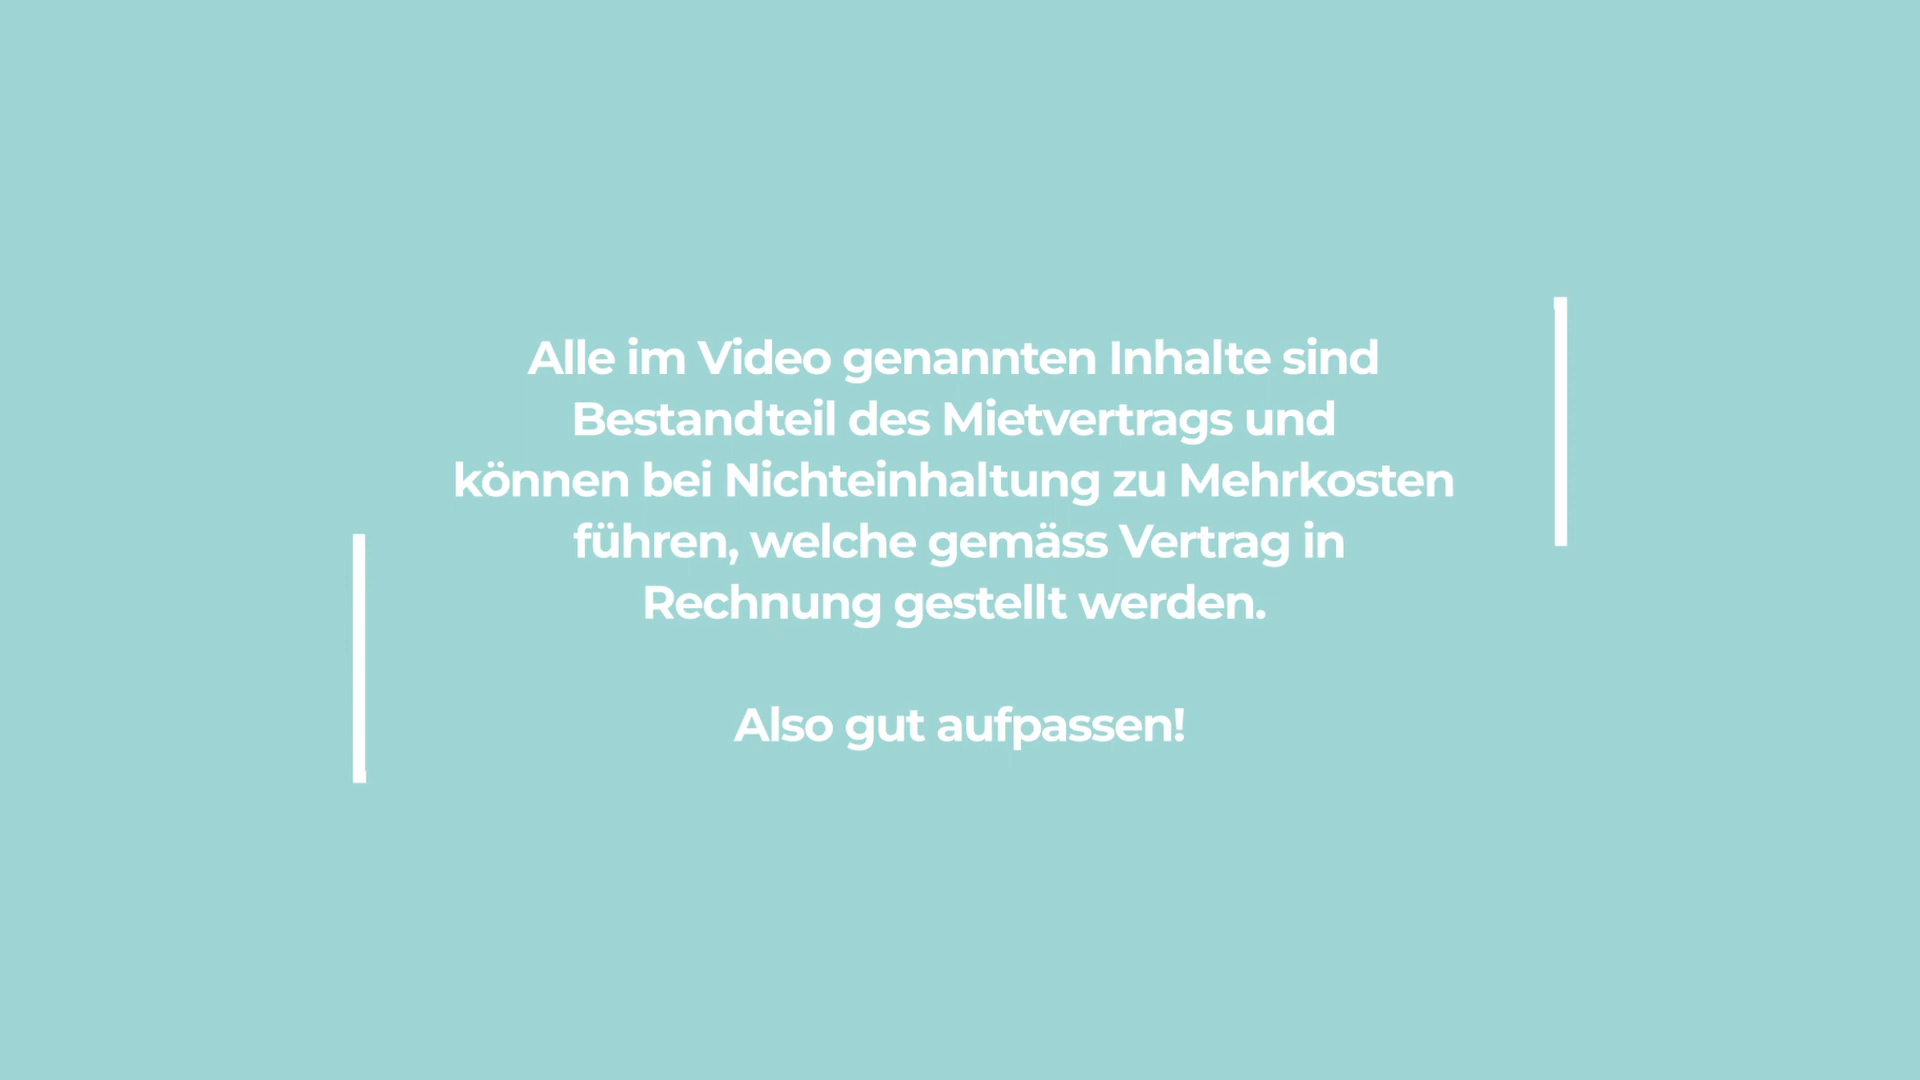 Alle im Video genannten Inhalte sind
Bestandteil des Mietvertrags und
können bei Nichteinhaltung zu Mehrkosten
führen, welche gemäss Vertrag in
Rechnung gestellt werden.
Also gut aufpassen!